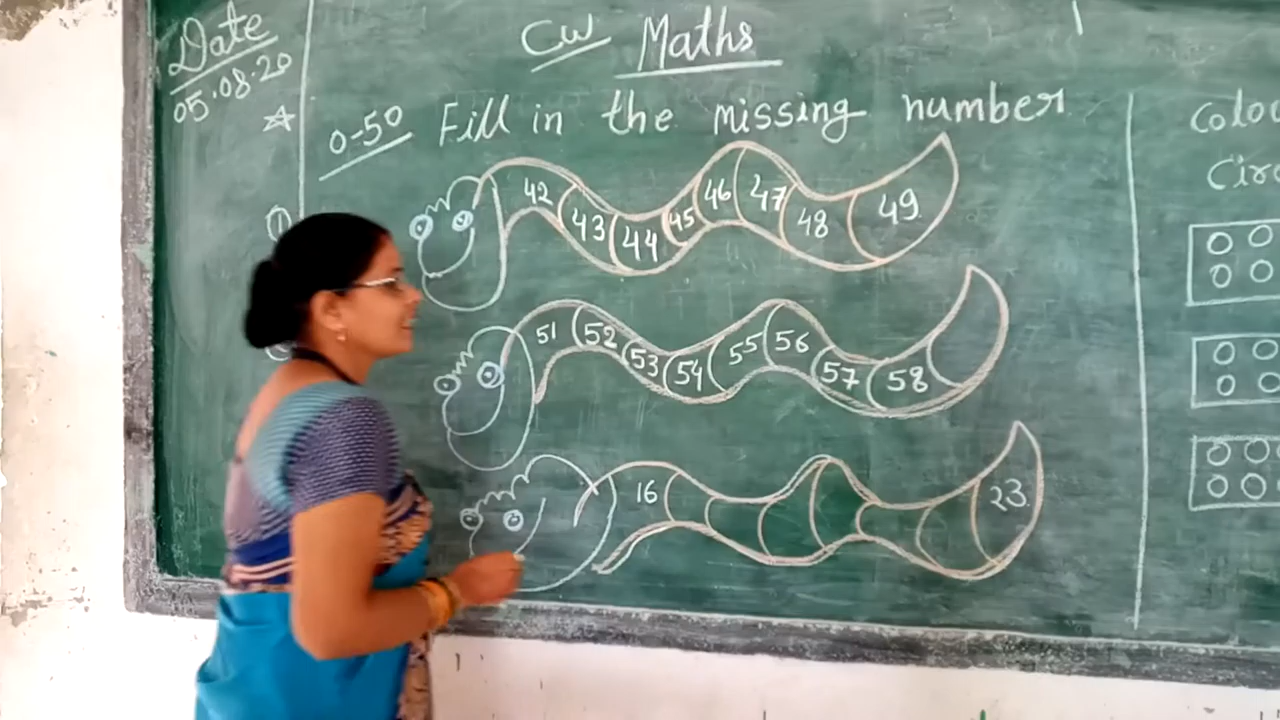 Date
05.08.20
CW Maths
0-50 Fill in the missing number
42 43 44 45 46 47 48 49
51 52 53 54 55 56 57 58
16 23